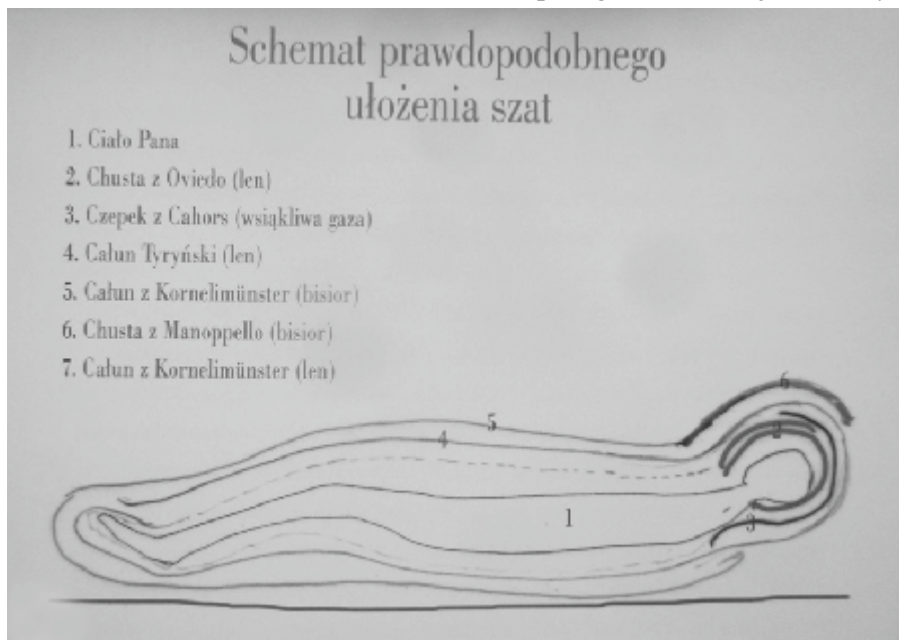 Schemat prawdopodobnego
ułożenia szat
1. Ciało Pana
2. Chusta z Oviedo (len)
3. Czepek z Cahors (wsiąkliwa gaza)
4. Całun Tyryński (len)
5. Całun z Kornelimünster (bisior)
6. Chusta z Manoppello (bisior)
7. Całun z Kornelimünster (len)
6
5
2
4
1
3